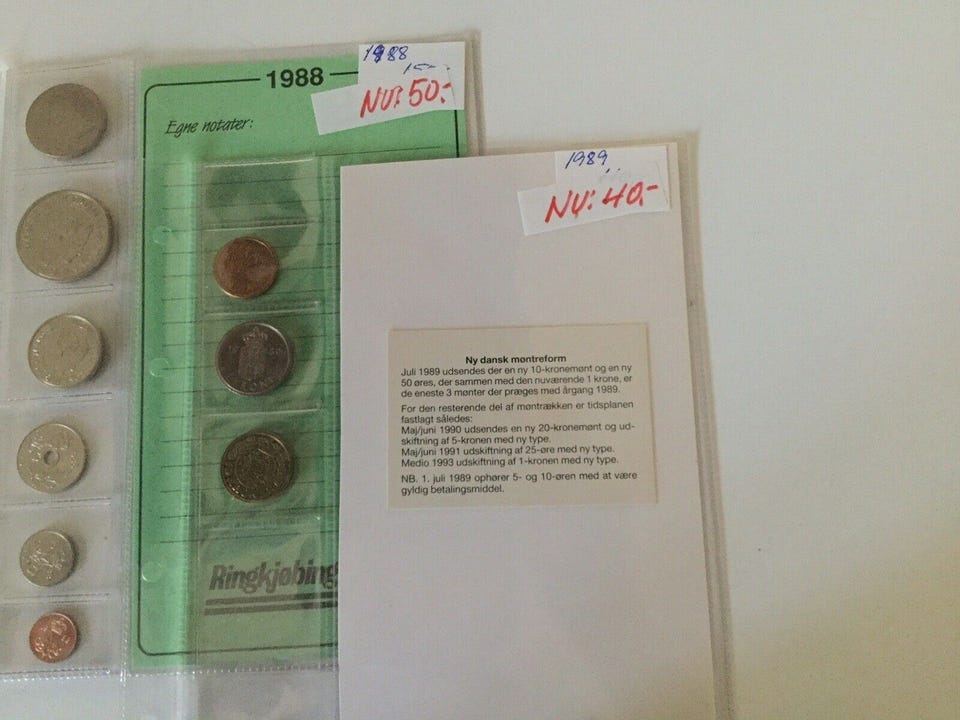 1988
1988
NU: 50,-
Egne notater:
1989
NU: 40,-
Ny dansk møntreform
Juli 1989 udsendes der en ny 10-kronemønt og en ny
50 øres, der sammen med den nuværende 1 krone, er
de eneste 3 mønter der præges med årgang 1989.
For den resterende del af møntrækken er tidsplanen
fastlagt således:
Maj/juni 1990 udsendes en ny 20-kronemønt og ud-
skiftning af 5-kronen med ny type.
Maj/juni 1991 udskiftning af 25-øre med ny type.
Medio 1993 udskiftning af 1-kronen med ny type.
NB. 1. juli 1989 ophører 5- og 10-øren med at være
gyldig betalingsmiddel.
Ringkjøbing